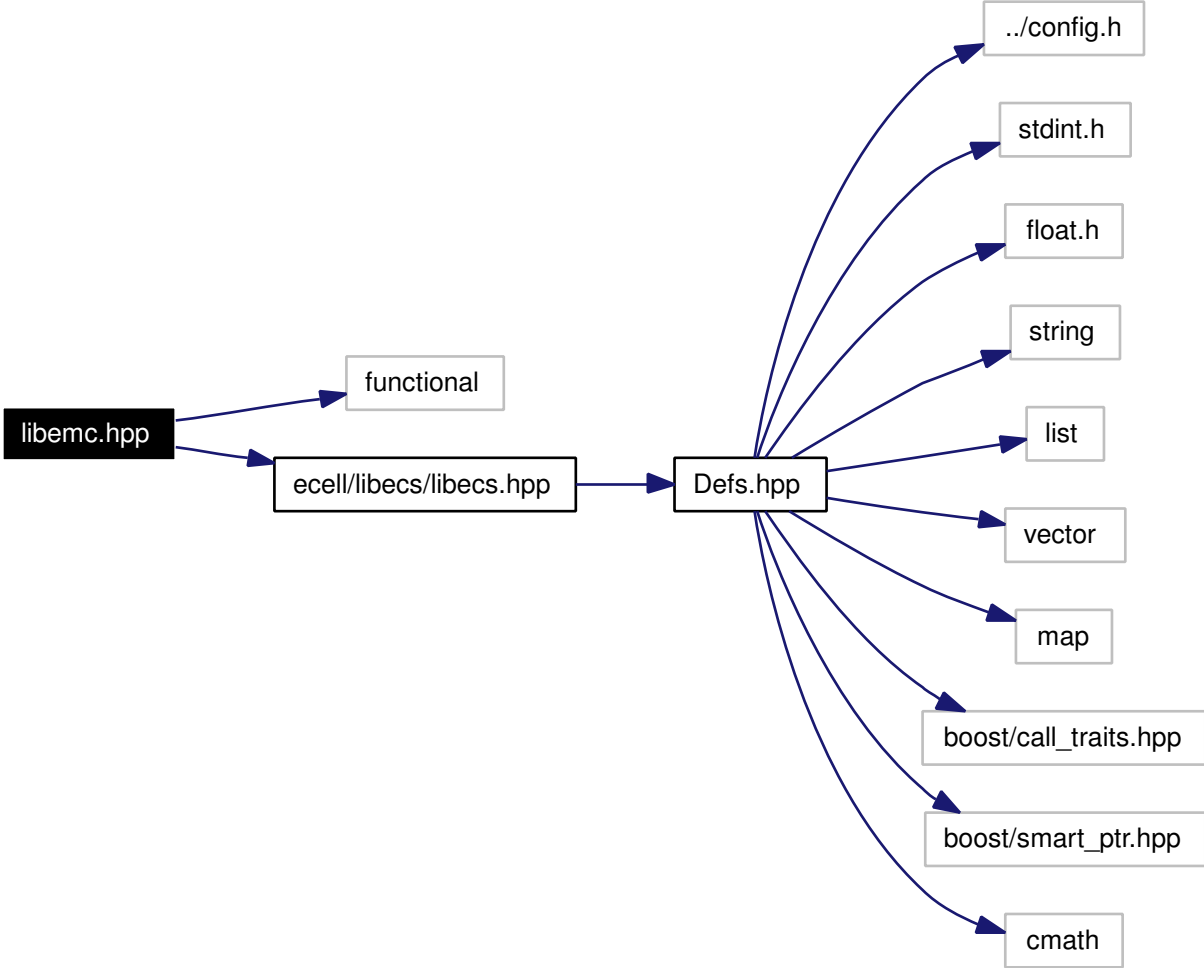 ../config.h
stdint.h
float.h
string
functional
libemc.hpp
list
ecell/libecs/libecs.hpp
Defs.hpp
vector
map
boost/call_traits.hpp
boost/smart_ptr.hpp
cmath